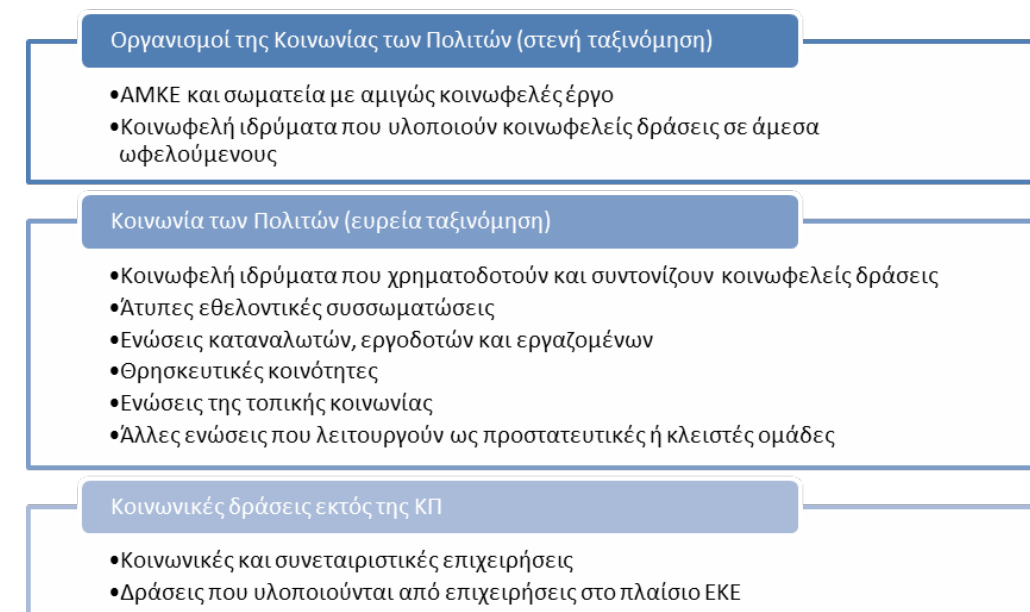 Οργανισμοί της Κοινωνίας των Πολιτών (στενή ταξινόμηση)
•ΑΜΚΕ και σωματεία με αμιγώς κοινωφελές έργο
•Κοινωφελή ιδρύματα που υλοποιούν κοινωφελείς δράσεις σε άμεσα
ωφελούμενους
Κοινωνία των Πολιτών (ευρεία ταξινόμηση)
•Κοινωφελή ιδρύματα που χρηματοδοτούν και συντονίζουν κοινωφελείς δράσεις
•Άτυπες εθελοντικές συσσωματώσεις
•Ενώσεις καταναλωτών, εργοδοτών και εργαζομένων
•Θρησκευτικές κοινότητες
•Ενώσεις της τοπικής κοινωνίας
•Άλλες ενώσεις που λειτουργούν ως προστατευτικές ή κλειστές ομάδες
Κοινωνικές δράσεις εκτός της ΚΠ
•Κοινωνικές και συνεταιριστικές επιχειρήσεις
•Δράσεις που υλοποιούνται από επιχειρήσεις στο πλαίσιο ΕΚΕ